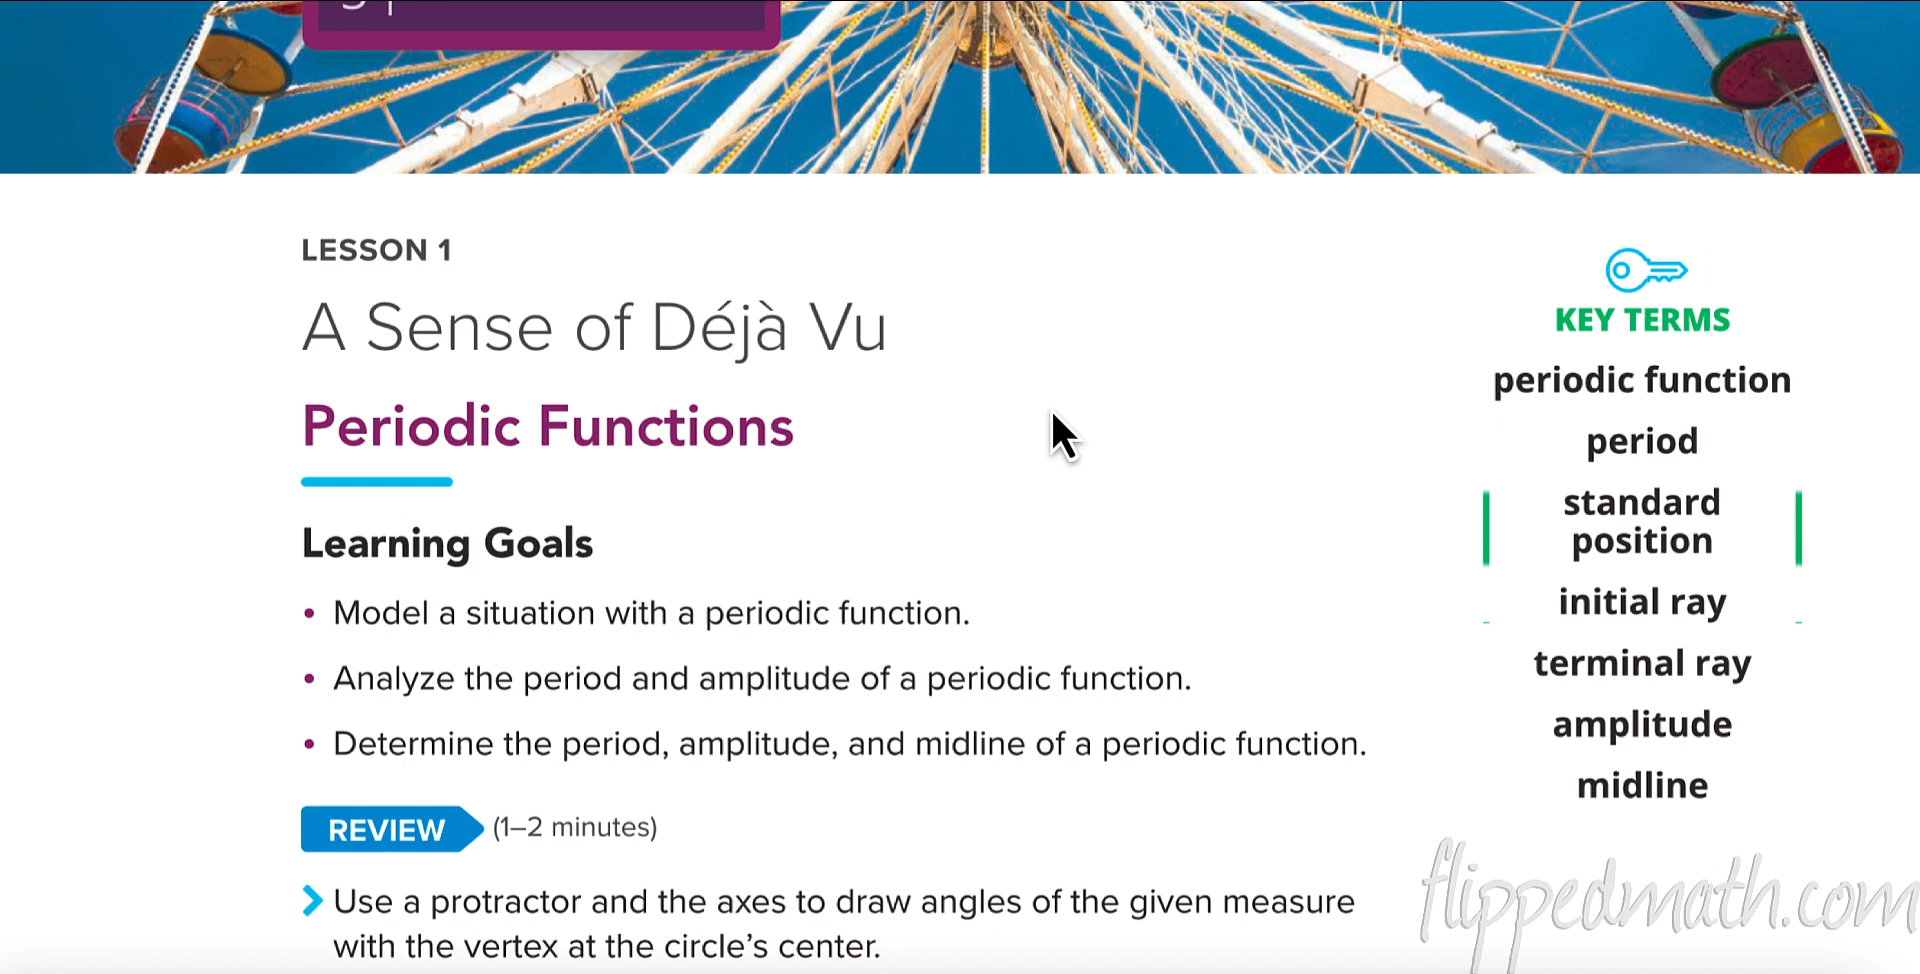 LESSON 1
A Sense of Déjà Vu
Periodic Functions
Learning Goals
• Model a situation with a periodic function.
• Analyze the period and amplitude of a periodic function.
• Determine the period, amplitude, and midline of a periodic function.
REVIEW (1–2 minutes)
Use a protractor and the axes to draw angles of the given measure
with the vertex at the circle’s center.
KEY TERMS
periodic function
period
standard
position
initial ray
terminal ray
amplitude
midline
flippedmath.com